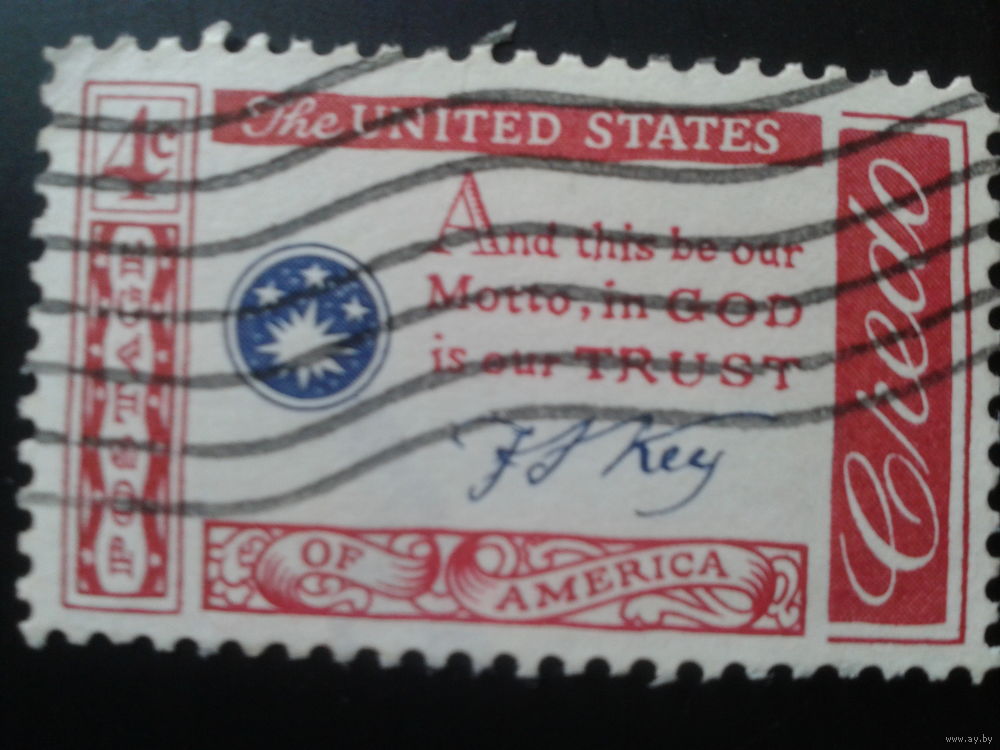 4c
The UNITED STATES
POSTAGE
And this be our
Motto, in GOD
is our TRUST
F S Key
Credo
OF AMERICA
www.ay.by